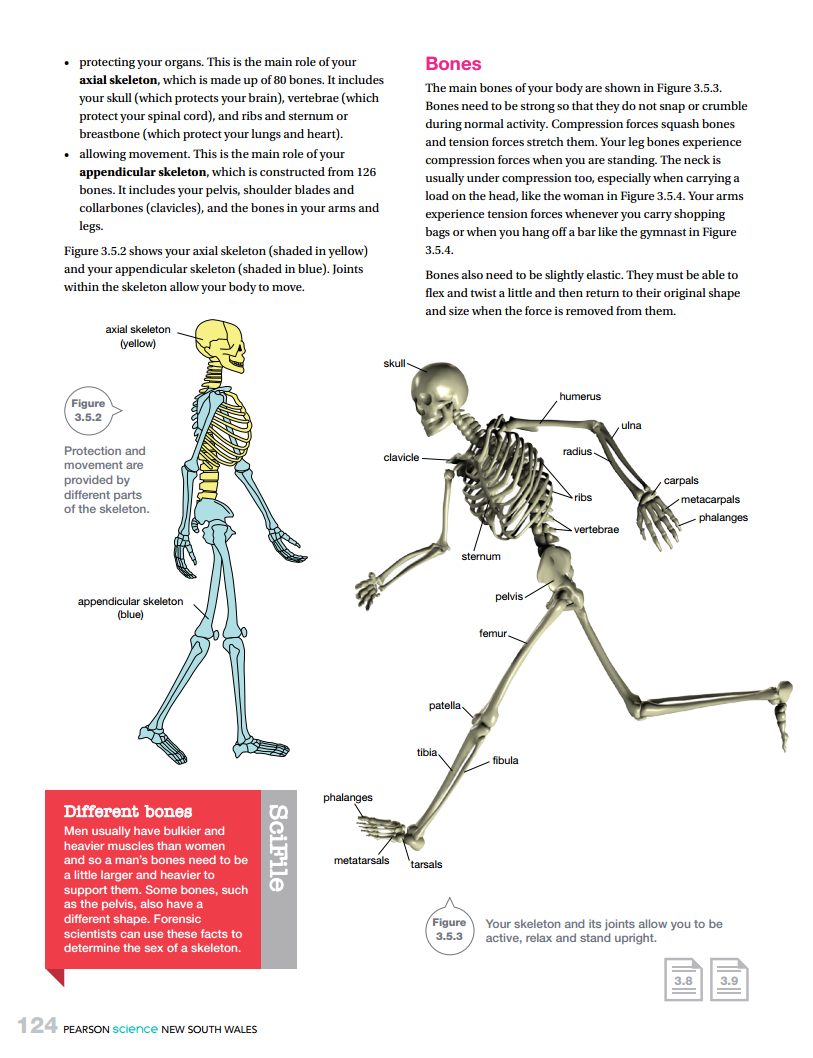 • protecting your organs. This is the main role of your
axial skeleton, which is made up of 80 bones. It includes
your skull (which protects your brain), vertebrae (which
protect your spinal cord), and ribs and sternum or
breastbone (which protect your lungs and heart).
• allowing movement. This is the main role of your
appendicular skeleton, which is constructed from 126
bones. It includes your pelvis, shoulder blades and
collarbones (clavicles), and the bones in your arms and
legs.
Figure 3.5.2 shows your axial skeleton (shaded in yellow)
and your appendicular skeleton (shaded in blue). Joints
within the skeleton allow your body to move.
axial skeleton
(yellow)
Figure
3.5.2
Protection and
movement are
provided by
different parts
of the skeleton.
appendicular skeleton
(blue)
Different bones
Men usually have bulkier and
heavier muscles than women
and so a man's bones need to be
a little larger and heavier to
support them. Some bones, such
as the pelvis, also have a
different shape. Forensic
scientists can use these facts to
determine the sex of a skeleton.
SciFile
Bones
The main bones of your body are shown in Figure 3.5.3.
Bones need to be strong so that they do not snap or crumble
during normal activity. Compression forces squash bones
and tension forces stretch them. Your leg bones experience
compression forces when you are standing. The neck is
usually under compression too, especially when carrying a
load on the head, like the woman in Figure 3.5.4. Your arms
experience tension forces whenever you carry shopping
bags or when you hang off a bar like the gymnast in Figure
3.5.4.
Bones also need to be slightly elastic. They must be able to
flex and twist a little and then return to their original shape
and size when the force is removed from them.
skull
humerus
ulna
clavicle
radius
carpals
metacarpals
ribs
phalanges
vertebrae
sternum
pelvis
femur
patella
tibia
fibula
phalanges
metatarsals
tarsals
Figure
3.5.3
Your skeleton and its joints allow you to be
active, relax and stand upright.
3.8
3.9
124 PEARSON science NEW SOUTH WALES